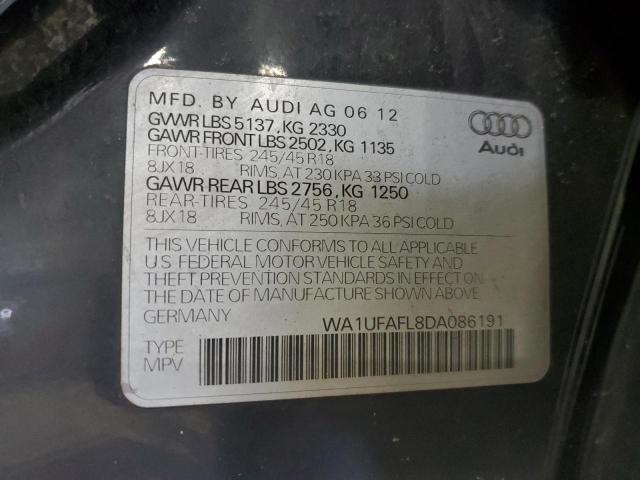 MFD. BY AUDI AG 06 12
GVWR LBS 5137, KG 2330
GAWR FRONT LBS 2502, KG 1135
FRONT-TIRES 245/45 R18
8JX18 RIMS, AT 230 KPA 33 PSI COLD
GAWR REAR LBS 2756, KG 1250
REAR-TIRES 245/45 R18
8JX18 RIMS, AT 250 KPA 36 PSI COLD
THIS VEHICLE CONFORMS TO ALL APPLICABLE
U.S. FEDERAL MOTOR VEHICLE SAFETY AND
THEFT PREVENTION STANDARDS IN EFFECT ON
THE DATE OF MANUFACTURE SHOWN ABOVE.
GERMANY
WA1UFAFL8DA086191
TYPE
MPV
Audi